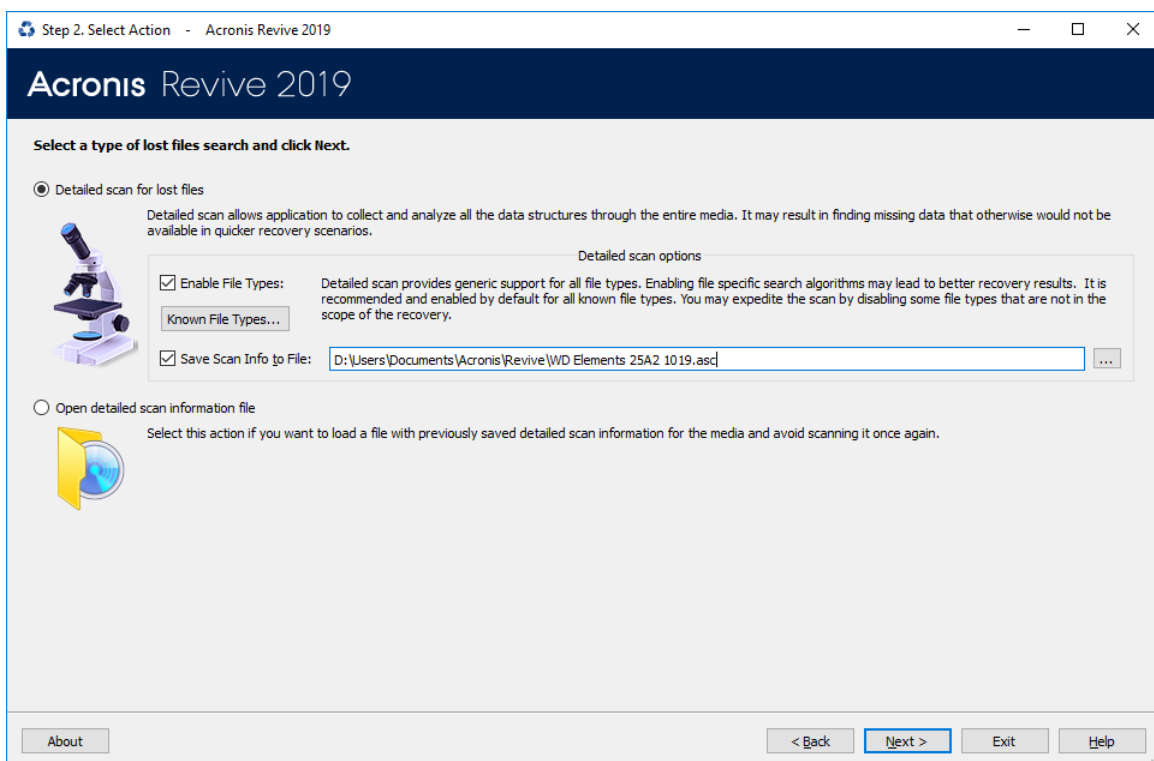 Step 2. Select Action - Acronis Revive 2019
Acronis Revive 2019
Select a type of lost files search and click Next.
Detailed scan for lost files
Detailed scan allows application to collect and analyze all the data structures through the entire media. It may result in finding missing data that otherwise would not be
available in quicker recovery scenarios.
Detailed scan options
Enable File Types:
Detailed scan provides generic support for all file types. Enabling file specific search algorithms may lead to better recovery results. It is
recommended and enabled by default for all known file types. You may expedite the scan by disabling some file types that are not in the
scope of the recovery.
Known File Types...
Save Scan Info to File: D:\Users\Documents\Acronis\Revive\WD Elements 25A2 1019.asc ...
Open detailed scan information file
Select this action if you want to load a file with previously saved detailed scan information for the media and avoid scanning it once again.
About < Back Next > Exit Help